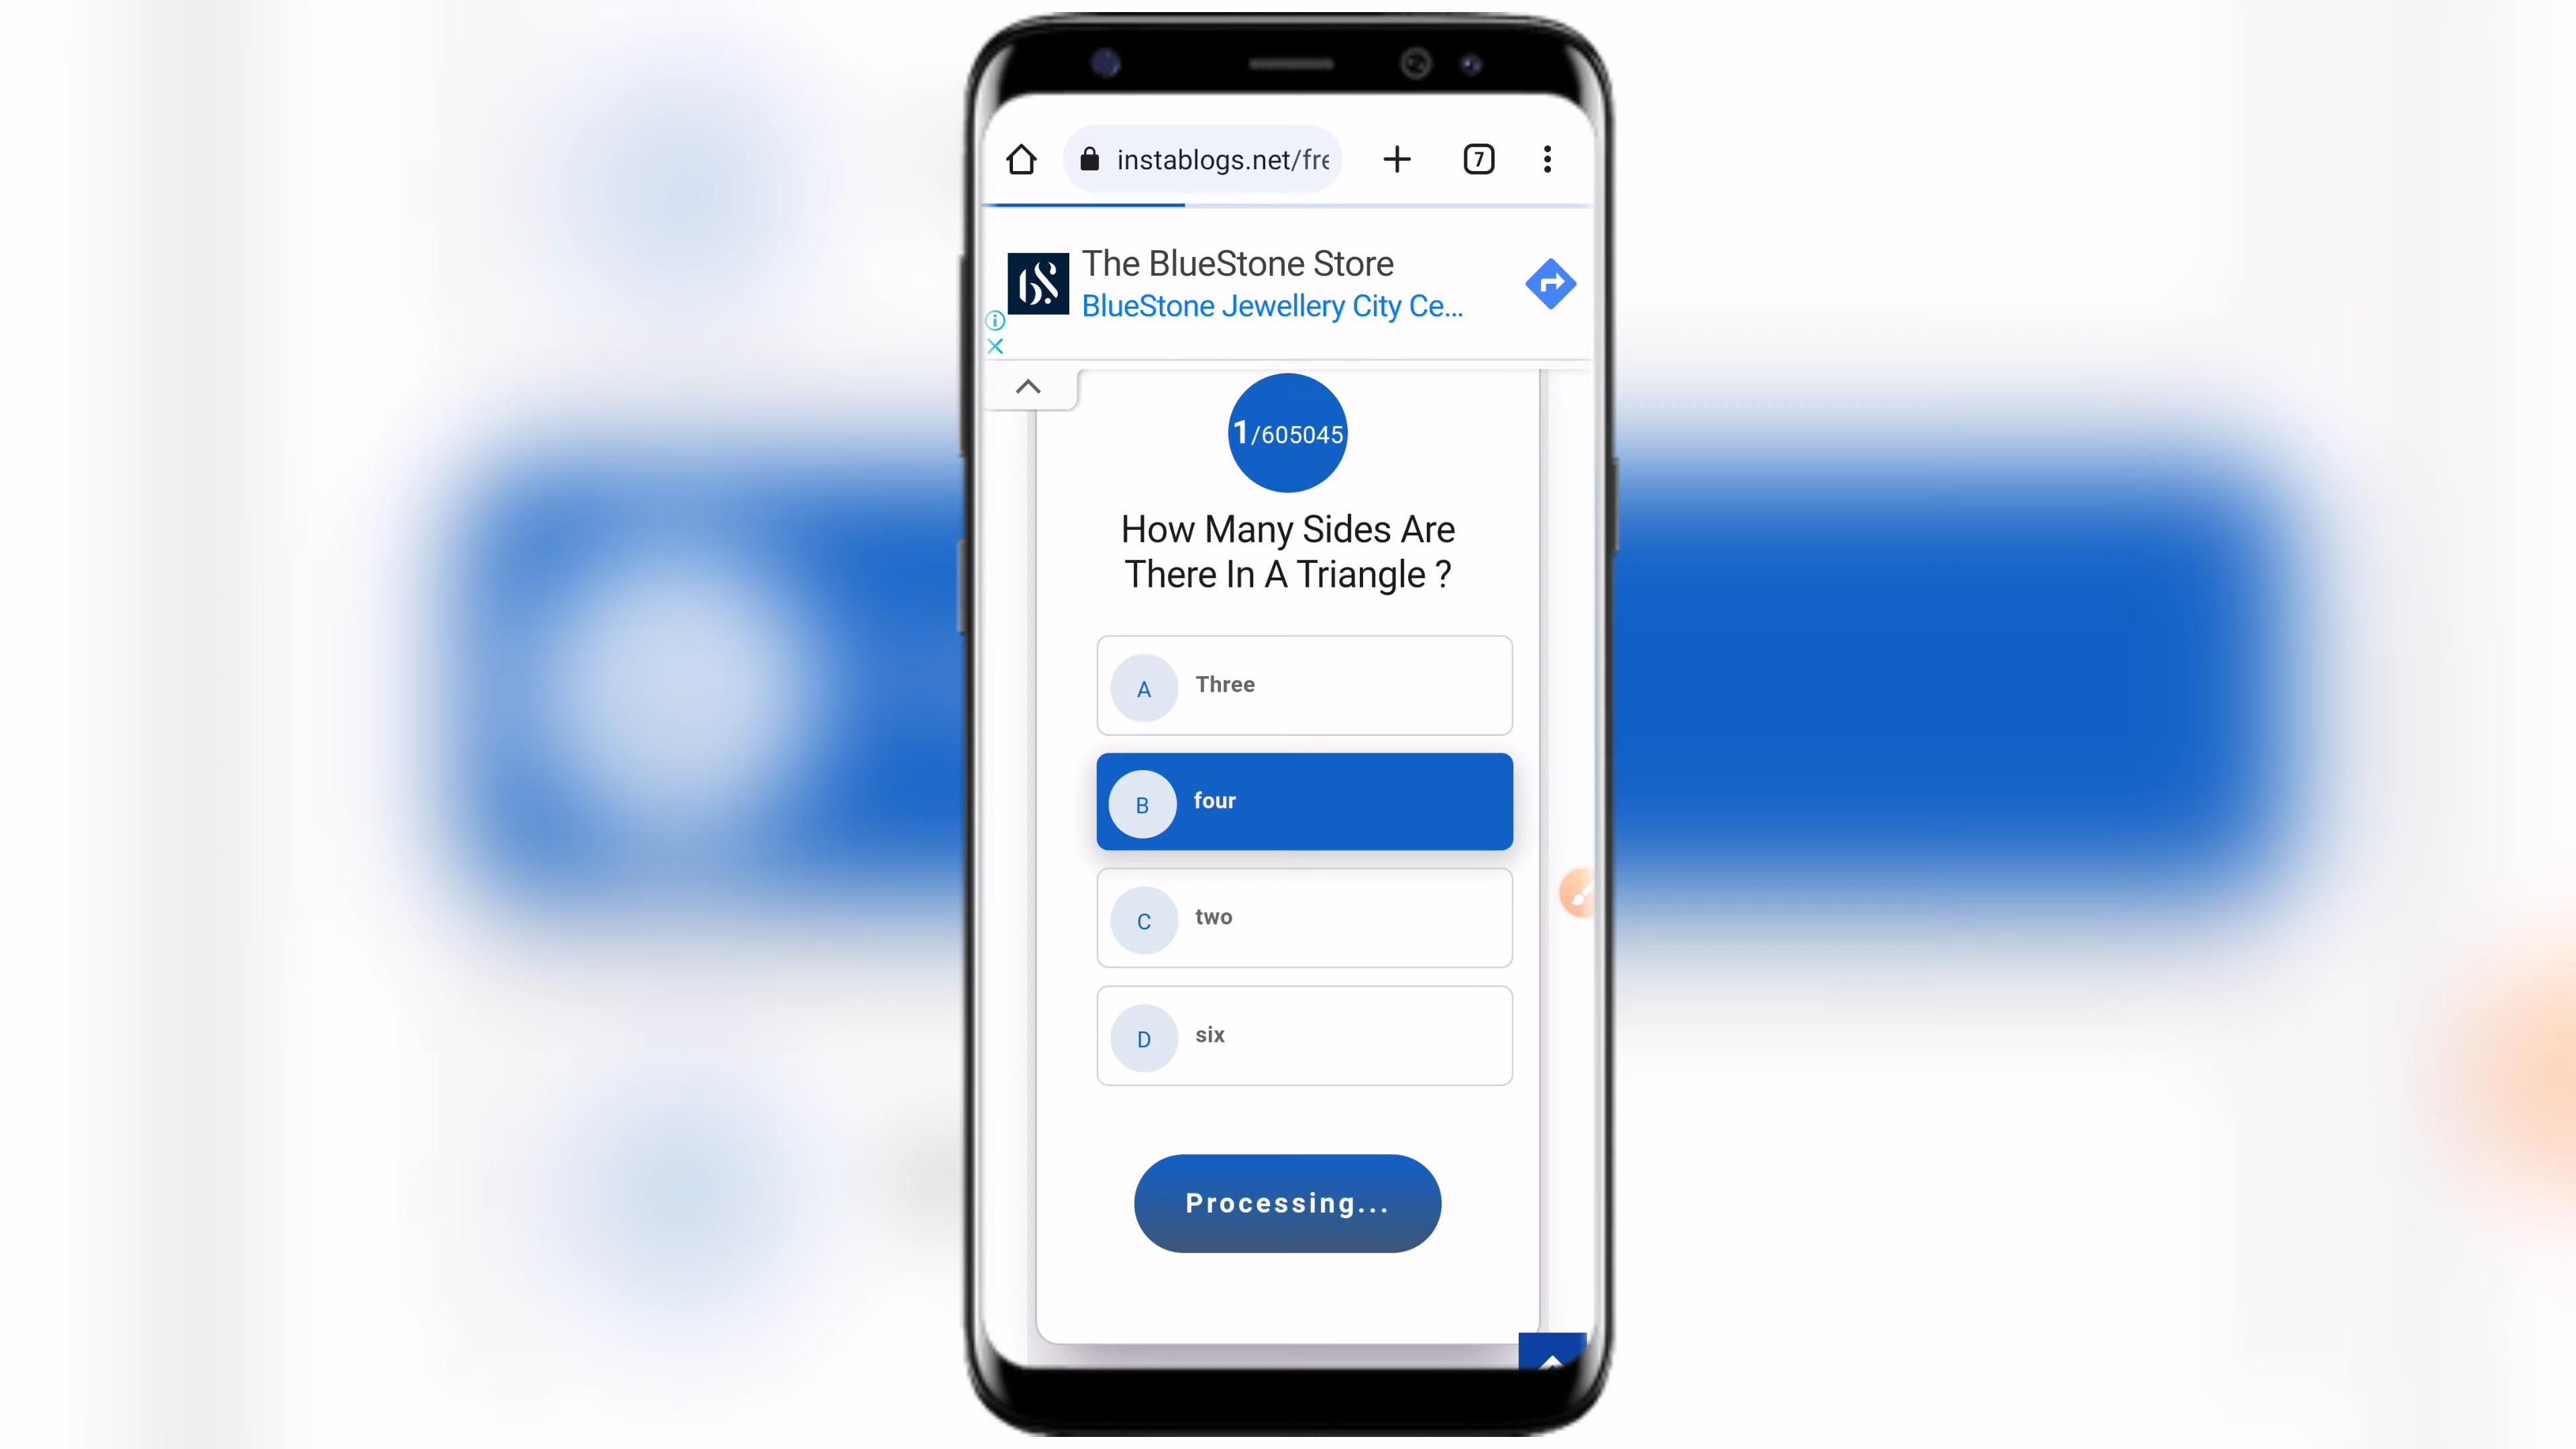 instablogs.net/fre
7
The BlueStone Store
BlueStone Jewellery City Ce...
1/605045
How Many Sides Are
There In A Triangle ?
A Three
B four
C two
D six
Processing...